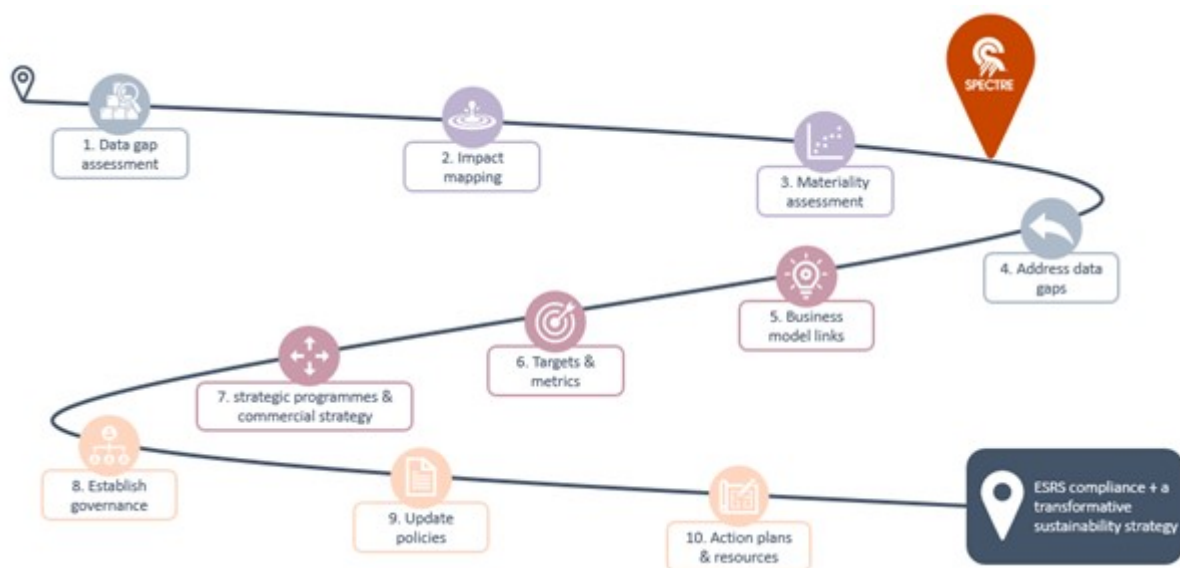 SPECTRE
1. Data gap
assessment
2. Impact
mapping
3. Materiality
assessment
4. Address data
gaps
5. Business
model links
6. Targets &
metrics
7. strategic programmes &
commercial strategy
8. Establish
governance
9. Update
policies
10. Action plans
& resources
ESRS compliance + a
transformative
sustainability strategy